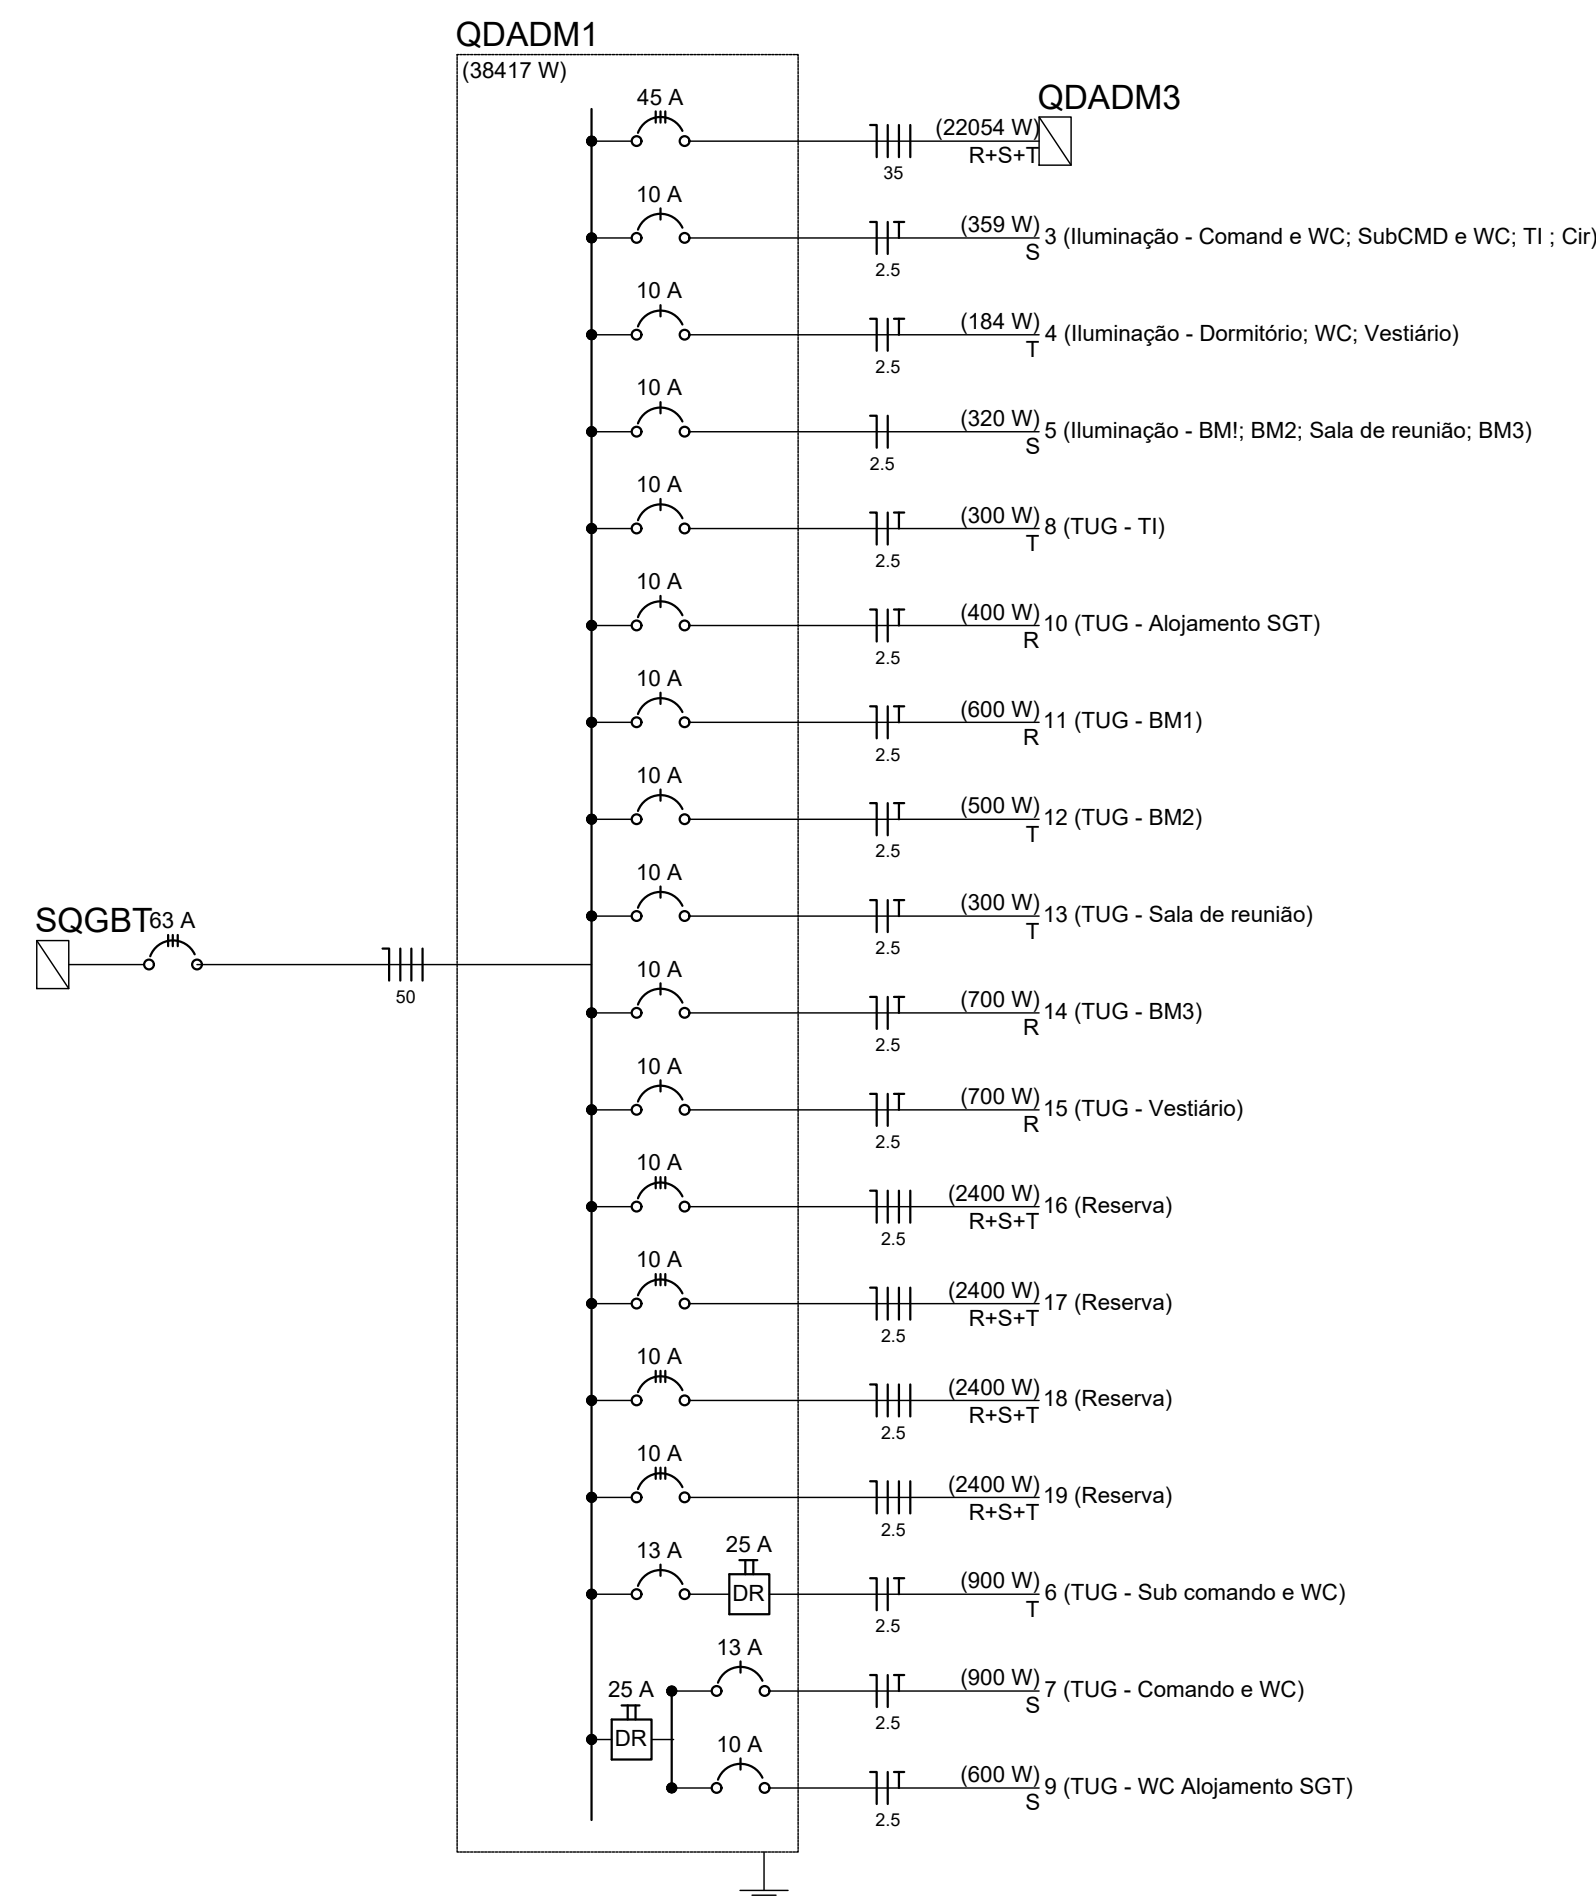 QDADM1
(38417 W)
45 A
QDADM3
(22054 W)
R+S+T
35
10 A
(359 W)
S
3 (Iluminação - Comand e WC; SubCMD e WC; TI ; Cir)
2.5
10 A
(184 W)
T
4 (Iluminação - Dormitório; WC; Vestiário)
2.5
10 A
(320 W)
S
5 (Iluminação - BM!; BM2; Sala de reunião; BM3)
2.5
10 A
(300 W)
T
8 (TUG - TI)
2.5
10 A
(400 W)
R
10 (TUG - Alojamento SGT)
2.5
10 A
(600 W)
R
11 (TUG - BM1)
2.5
10 A
(500 W)
T
12 (TUG - BM2)
2.5
10 A
(300 W)
T
13 (TUG - Sala de reunião)
2.5
SQGBT
63 A
50
10 A
(700 W)
R
14 (TUG - BM3)
2.5
10 A
(700 W)
R
15 (TUG - Vestiário)
2.5
10 A
(2400 W)
R+S+T
16 (Reserva)
2.5
10 A
(2400 W)
R+S+T
17 (Reserva)
2.5
10 A
(2400 W)
R+S+T
18 (Reserva)
2.5
10 A
(2400 W)
R+S+T
19 (Reserva)
2.5
13 A
25 A
DR
(900 W)
T
6 (TUG - Sub comando e WC)
2.5
25 A
DR
13 A
(900 W)
S
7 (TUG - Comando e WC)
2.5
10 A
(600 W)
S
9 (TUG - WC Alojamento SGT)
2.5